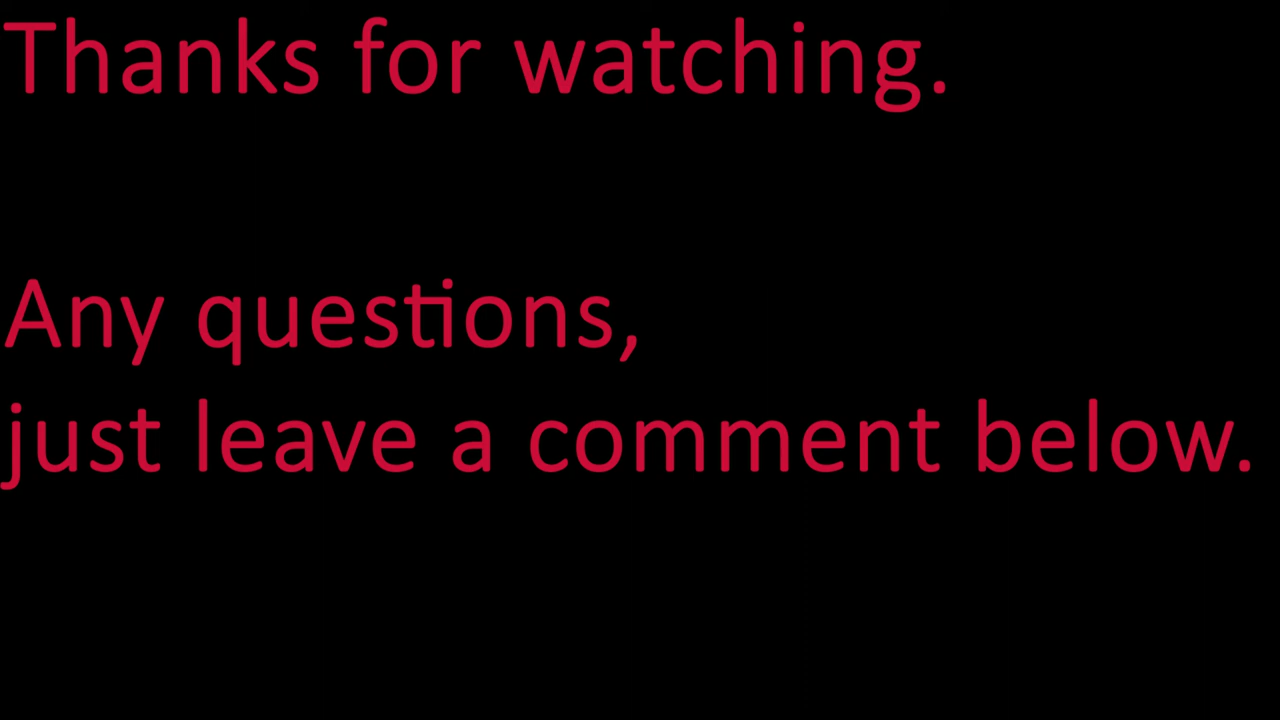 Thanks for watching.
Any questions,
just leave a comment below.